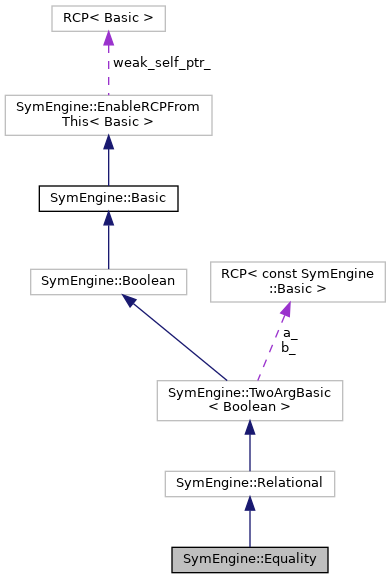 RCP< Basic >
weak_self_ptr_
SymEngine::EnableRCPFrom
This< Basic >
SymEngine::Basic
SymEngine::Boolean
RCP< const SymEngine
::Basic >
a_
b_
SymEngine::TwoArgBasic
< Boolean >
SymEngine::Relational
SymEngine::Equality